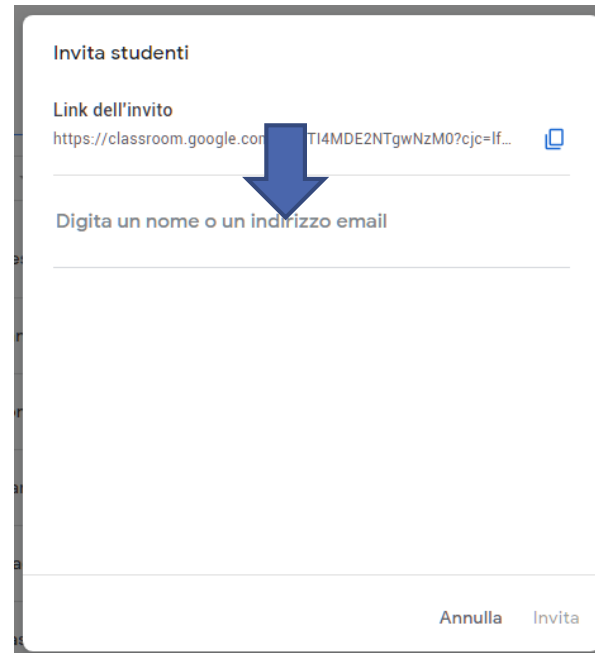 Invita studenti
Link dell'invito
https://classroom.google.con TI4MDE2NTgwNzM0?cjc=lf...
Digita un nome o un indirizzo email
Annulla Invita